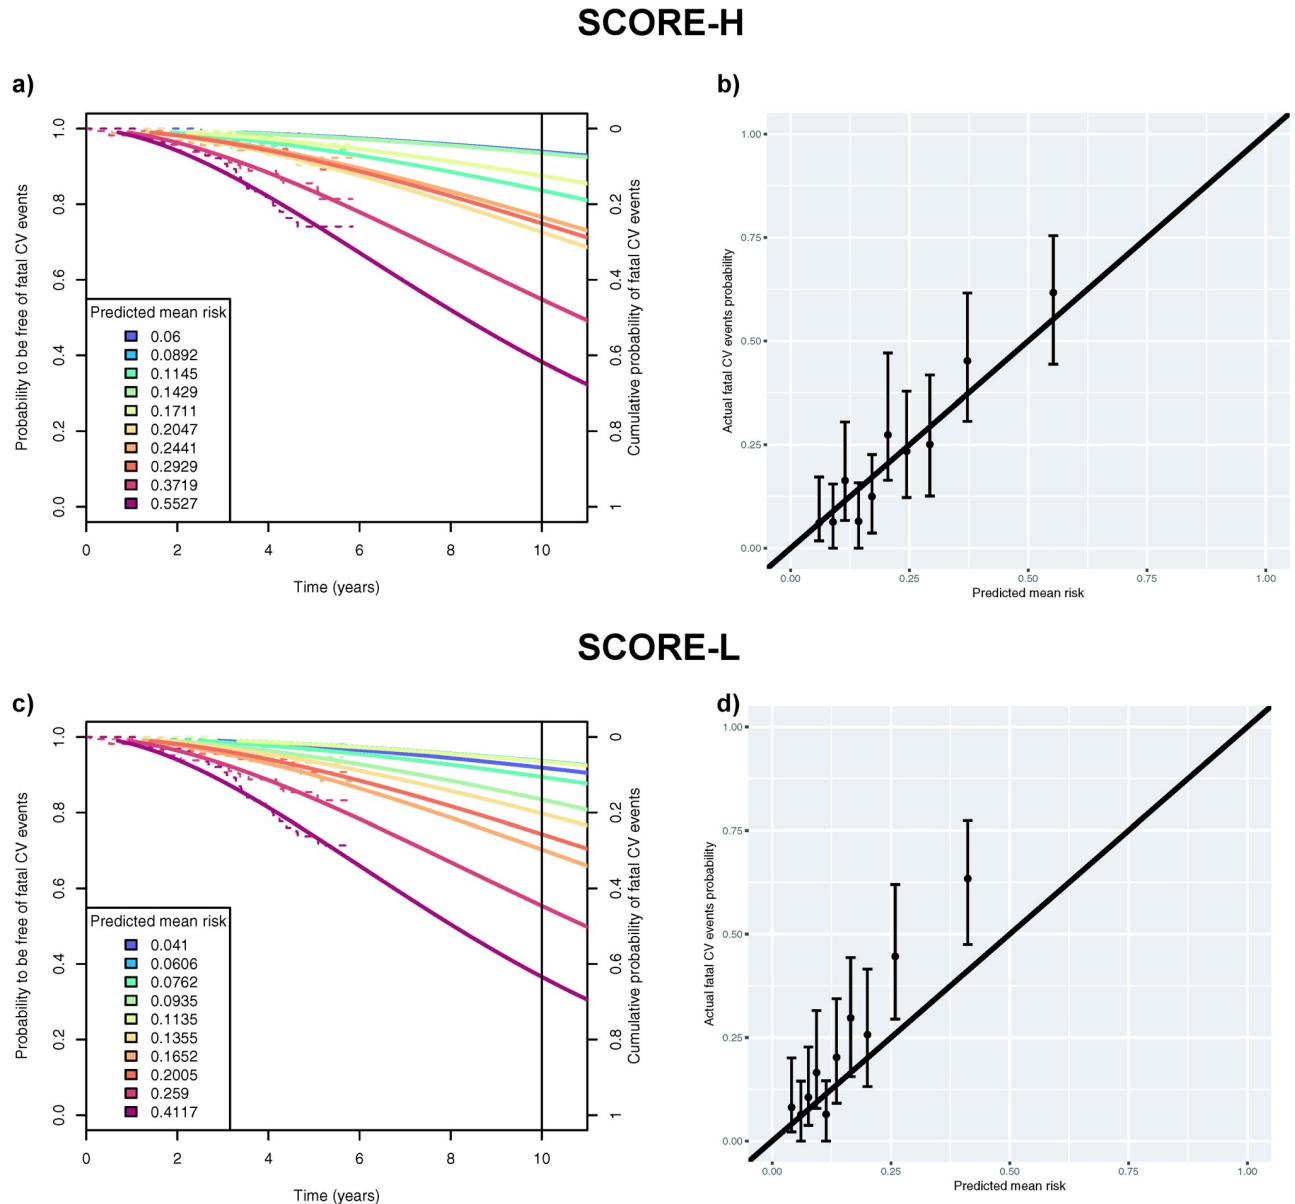 SCORE-H
a)
1.0
0.8
0.6
0.4
0.2
0.0
Probability to be free of fatal CV events
0
0.2
0.4
0.6
0.8
1
Cumulative probability of fatal CV events
Predicted mean risk
0.06
0.0892
0.1145
0.1429
0.1711
0.2047
0.2441
0.2929
0.3719
0.5527
0 2 4 6 8 10
Time (years)
b)
1.00
0.75
0.50
0.25
0.00
Actual fatal CV events probability
0.00 0.25 0.50 0.75 1.00
Predicted mean risk
SCORE-L
c)
1.0
0.8
0.6
0.4
0.2
0.0
Probability to be free of fatal CV events
0
0.2
0.4
0.6
0.8
1
Cumulative probability of fatal CV events
Predicted mean risk
0.041
0.0606
0.0762
0.0935
0.1135
0.1355
0.1652
0.2005
0.259
0.4117
0 2 4 6 8 10
Time (years)
d)
1.00
0.75
0.50
0.25
0.00
Actual fatal CV events probability
0.00 0.25 0.50 0.75 1.00
Predicted mean risk